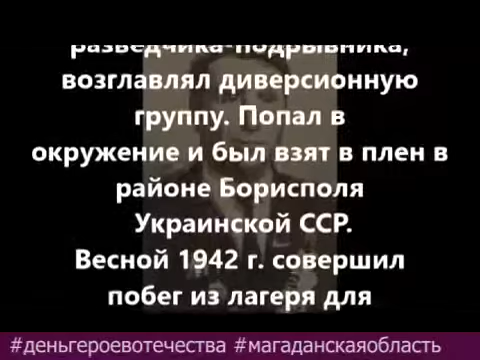 разведчика-подрывника,
возглавлял диверсионную
группу. Попал в
окружение и был взят в плен в
районе Борисполя
Украинской ССР.
Весной 1942 г. совершил
побег из лагеря для
#деньгероевотечества #магаданскаяобласть